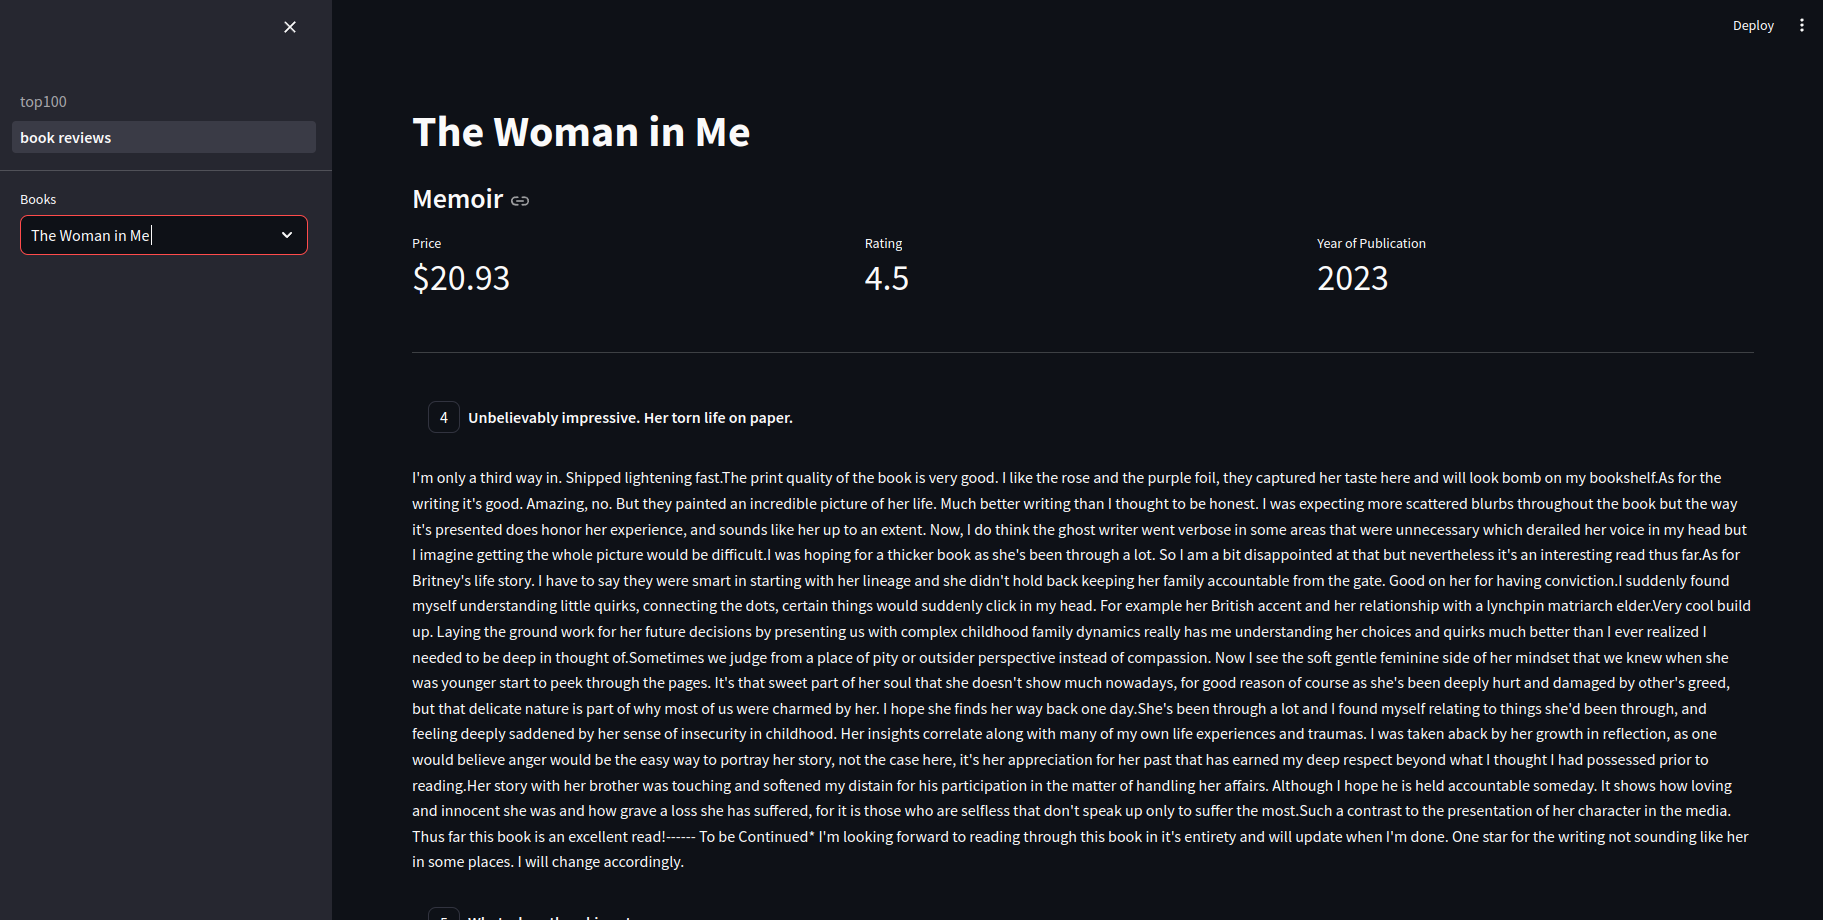 Deploy
top100
book reviews
Books
The Woman in Me
The Woman in Me
Memoir
Price
Rating
Year of Publication
$20.93
4.5
2023
4
Unbelievably impressive. Her torn life on paper.
I'm only a third way in. Shipped lightening fast.The print quality of the book is very good. I like the rose and the purple foil, they captured her taste here and will look bomb on my bookshelf.As for the
writing it's good. Amazing, no. But they painted an incredible picture of her life. Much better writing than I thought to be honest. I was expecting more scattered blurbs throughout the book but the way
it's presented does honor her experience, and sounds like her up to an extent. Now, I do think the ghost writer went verbose in some areas that were unnecessary which derailed her voice in my head but
I imagine getting the whole picture would be difficult.I was hoping for a thicker book as she's been through a lot. So I am a bit disappointed at that but nevertheless it's an interesting read thus far.As for
Britney's life story. I have to say they were smart in starting with her lineage and she didn't hold back keeping her family accountable from the gate. Good on her for having conviction.I suddenly found
myself understanding little quirks, connecting the dots, certain things would suddenly click in my head. For example her British accent and her relationship with a lynchpin matriarch elder.Very cool build
up. Laying the ground work for her future decisions by presenting us with complex childhood family dynamics really has me understanding her choices and quirks much better than I ever realized I
needed to be deep in thought of.Sometimes we judge from a place of pity or outsider perspective instead of compassion. Now I see the soft gentle feminine side of her mindset that we knew when she
was younger start to peek through the pages. It's that sweet part of her soul that she doesn't show much nowadays, for good reason of course as she's been deeply hurt and damaged by other's greed,
but that delicate nature is part of why most of us were charmed by her. I hope she finds her way back one day.She's been through a lot and I found myself relating to things she'd been through, and
feeling deeply saddened by her sense of insecurity in childhood. Her insights correlate along with many of my own life experiences and traumas. I was taken aback by her growth in reflection, as one
would believe anger would be the easy way to portray her story, not the case here, it's her appreciation for her past that has earned my deep respect beyond what I thought I had possessed prior to
reading.Her story with her brother was touching and softened my distain for his participation in the matter of handling her affairs. Although I hope he is held accountable someday. It shows how loving
and innocent she was and how grave a loss she has suffered, for it is those who are selfless that don't speak up only to suffer the most.Such a contrast to the presentation of her character in the media.
Thus far this book is an excellent read!------ To be Continued* I'm looking forward to reading through this book in it's entirety and will update when I'm done. One star for the writing not sounding like her
in some places. I will change accordingly.